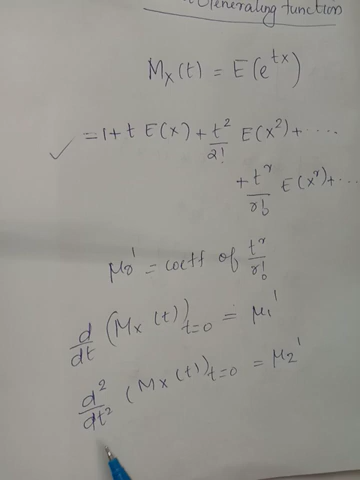 Generating function
Mx(t) = E(e^{tx})
= 1 + t E(x) + t²/2! E(x²) + ....
+ t^r/r! E(x^r) + ...
μr' = coeff of t^r/r!
d/dt (Mx(t))t=0 = μ1'
d²/dt² (Mx(t))t=0 = μ2'